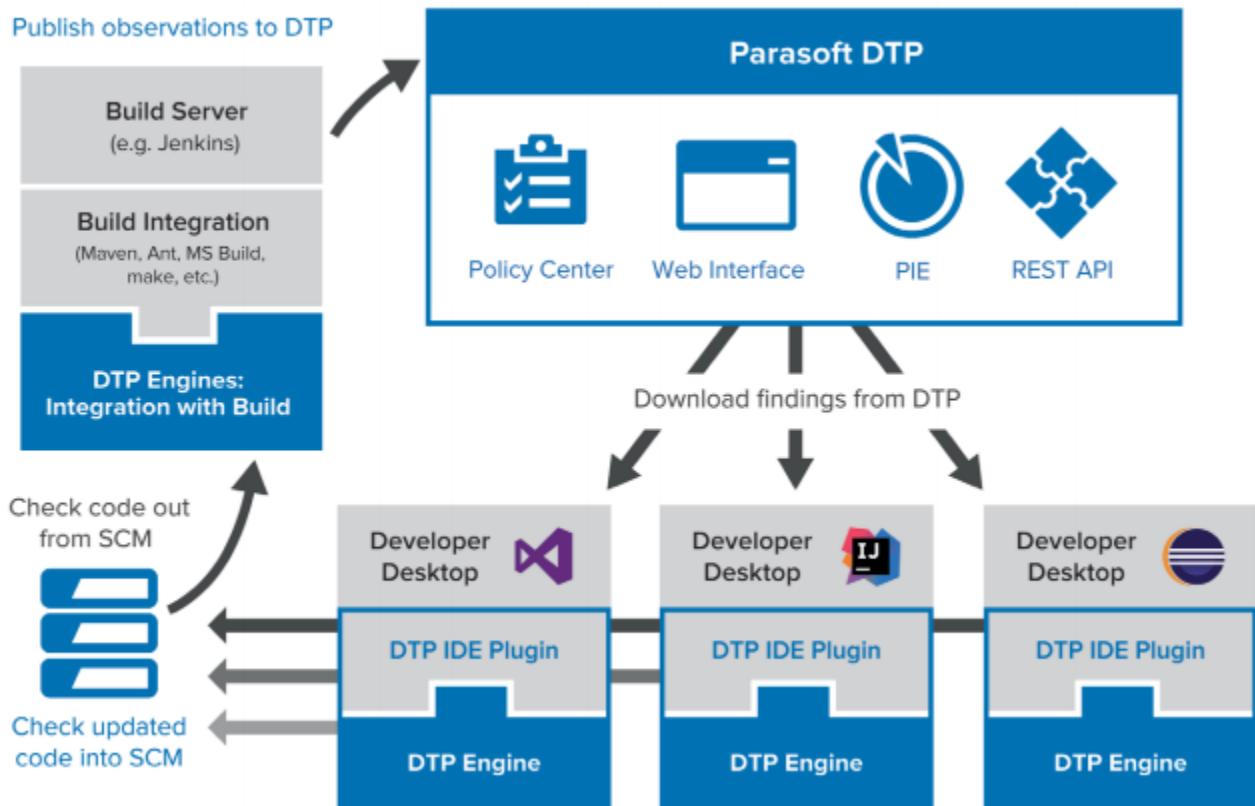 Publish observations to DTP
Build Server
(e.g. Jenkins)
Build Integration
(Maven, Ant, MS Build,
make, etc.)
DTP Engines:
Integration with Build
Parasoft DTP
Policy Center
Web Interface
PIE
REST API
Download findings from DTP
Check code out
from SCM
Check updated
code into SCM
Developer
Desktop
DTP IDE Plugin
DTP Engine
Developer
Desktop
IJ
DTP IDE Plugin
DTP Engine
Developer
Desktop
DTP IDE Plugin
DTP Engine